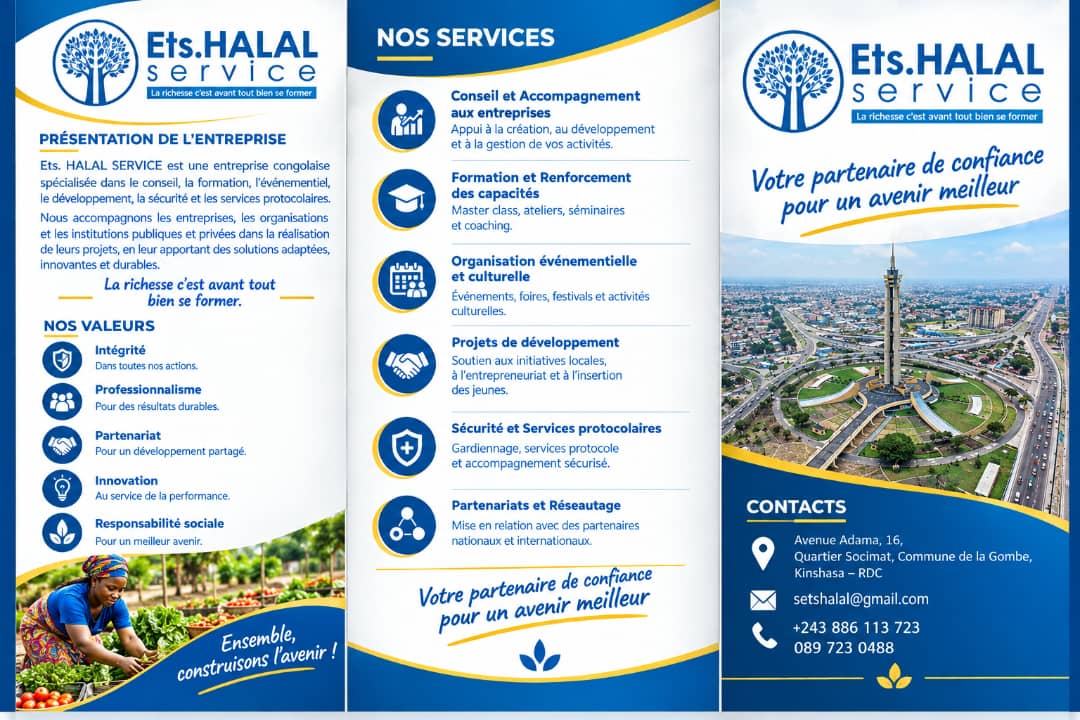 Ets.HALAL
service
La richesse c'est avant tout bien se former
PRÉSENTATION DE L'ENTREPRISE
Ets. HALAL SERVICE est une entreprise congolaise
spécialisée dans le conseil, la formation, l'événementiel,
le développement, la sécurité et les services protocolaires.
Nous accompagnons les entreprises, les organisations
et les institutions publiques et privées dans la réalisation
de leurs projets, en leur apportant des solutions adaptées,
innovantes et durables.
La richesse c'est avant tout
bien se former.
NOS VALEURS
Intégrité
Dans toutes nos actions.
Professionnalisme
Pour des résultats durables.
Partenariat
Pour un développement partagé.
Innovation
Au service de la performance.
Responsabilité sociale
Pour un meilleur avenir.
Ensemble,
construisons l'avenir !
NOS SERVICES
Conseil et Accompagnement
aux entreprises
Appui à la création, au développement
et à la gestion de vos activités.
Formation et Renforcement
des capacités
Master class, ateliers, séminaires
et coaching.
Organisation événementielle
et culturelle
Événements, foires, festivals et activités
culturelles.
Projets de développement
Soutien aux initiatives locales,
à l'entrepreneuriat et à l'insertion
des jeunes.
Sécurité et Services protocolaires
Gardiennage, services protocole
et accompagnement sécurisé.
Partenariats et Réseautage
Mise en relation avec des partenaires
nationaux et internationaux.
Votre partenaire de confiance
pour un avenir meilleur
Ets.HALAL
service
La richesse c'est avant tout bien se former
Votre partenaire de confiance
pour un avenir meilleur
CONTACTS
Avenue Adama, 16,
Quartier Socimat, Commune de la Gombe,
Kinshasa – RDC
setshalal@gmail.com
+243 886 113 723
089 723 0488